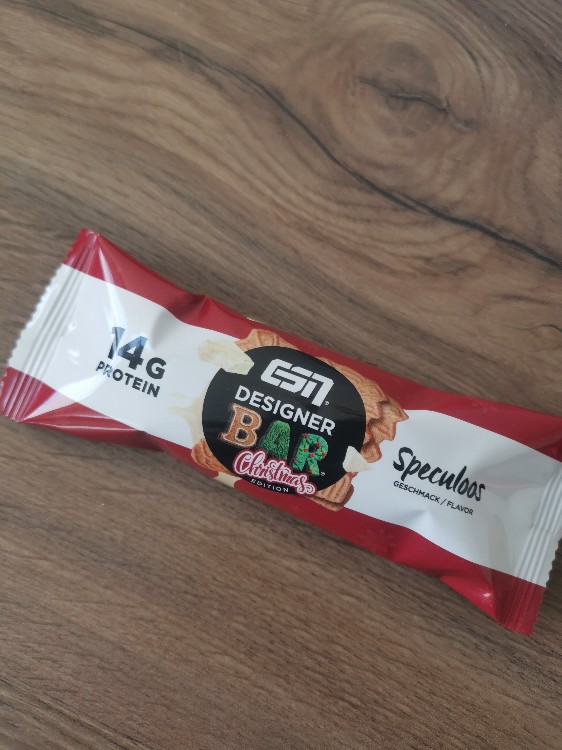 14G
PROTEIN
ESN
DESIGNER
BAR
Christmas
EDITION
Speculoos
GESCHMACK / FLAVOR